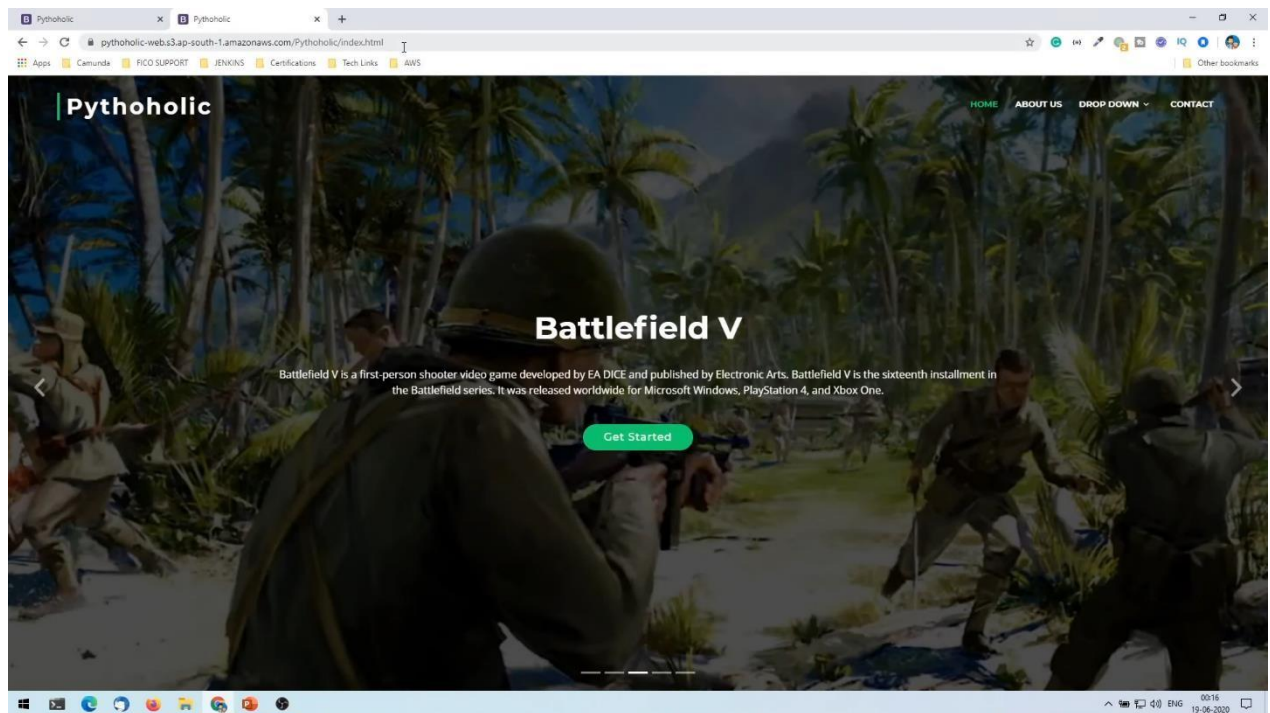 Pythoholic
Pythoholic
pythoholic-web.s3.ap-south-1.amazonaws.com/Pythoholic/index.html
Apps Camunda FICO SUPPORT JENKINS Certifications Tech Links AWS Other bookmarks
Pythoholic
HOME ABOUT US DROP DOWN CONTACT
Battlefield V
Battlefield V is a first-person shooter video game developed by EA DICE and published by Electronic Arts. Battlefield V is the sixteenth installment in
the Battlefield series. It was released worldwide for Microsoft Windows, PlayStation 4, and Xbox One.
Get Started
ENG
00:16
19-06-2020